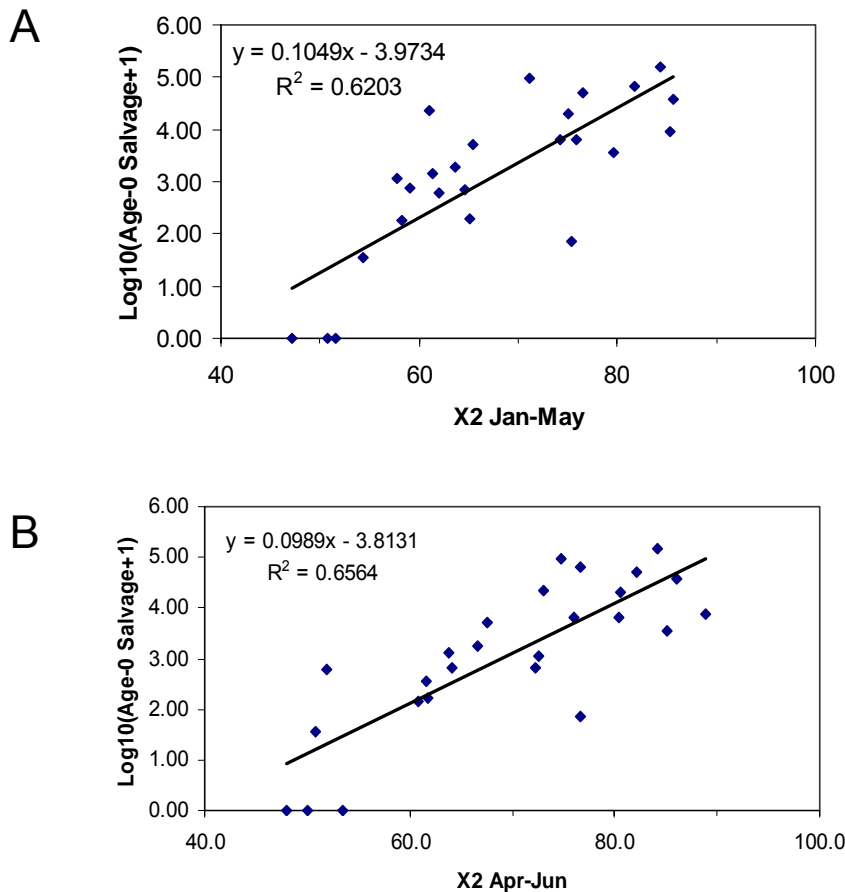 A
y = 0.1049x - 3.9734
R² = 0.6203
Log10(Age-0 Salvage+1)
6.00
5.00
4.00
3.00
2.00
1.00
0.00
40 60 80 100
X2 Jan-May
B
y = 0.0989x - 3.8131
R² = 0.6564
Log10(Age-0 Salvage+1)
6.00
5.00
4.00
3.00
2.00
1.00
0.00
40.0 60.0 80.0 100.0
X2 Apr-Jun